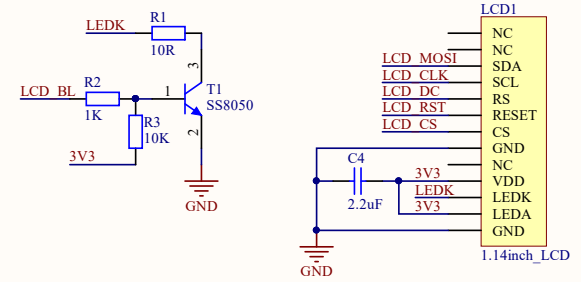 LEDK
R1
10R
3
LCD_BL
R2
1K
1
T1
SS8050
R3
10K
2
3V3
GND
LCD1
NC
NC
LCD_MOSI SDA
LCD_CLK SCL
LCD_DC RS
LCD_RST RESET
LCD_CS CS
GND
NC
C4
2.2uF
3V3 VDD
LEDK LEDK
3V3 LEDA
GND
GND
1.14inch_LCD